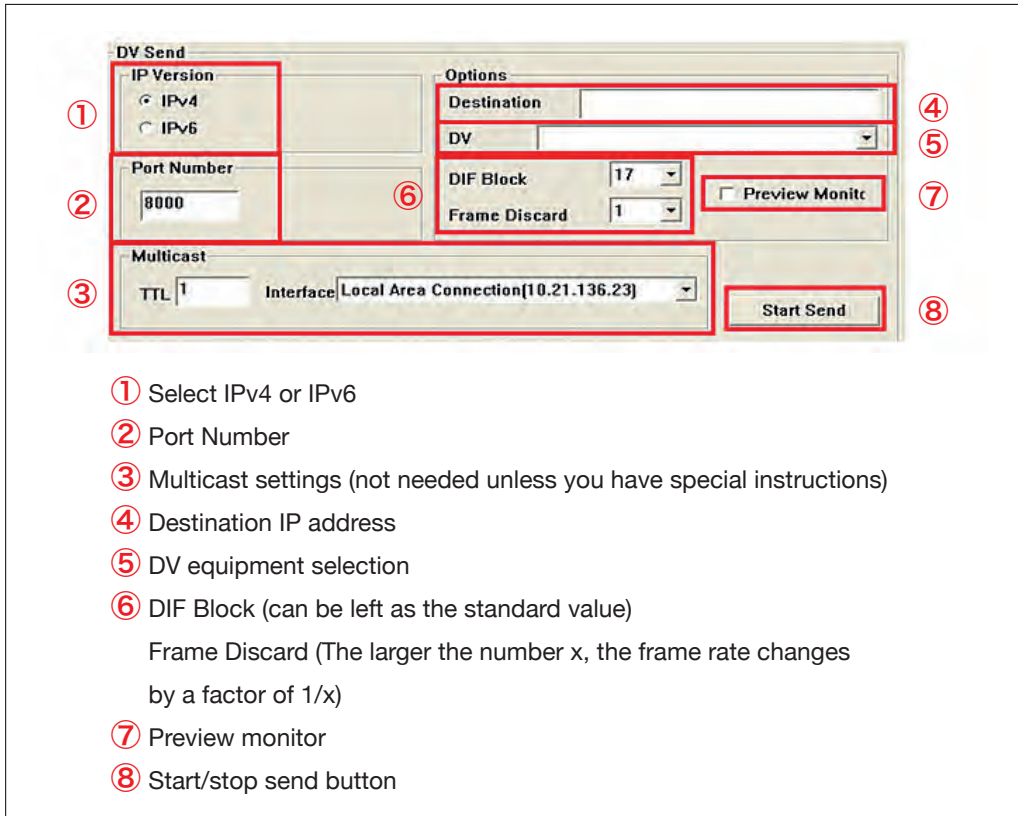 DV Send
IP Version
IPv4
IPv6
①
Port Number
8000
②
Multicast
TTL 1 Interface Local Area Connection(10.21.136.23)
③
Options
Destination
④
DV
⑤
⑥
DIF Block 17
Frame Discard 1
Preview Monitc
⑦
Start Send
⑧
① Select IPv4 or IPv6
② Port Number
③ Multicast settings (not needed unless you have special instructions)
④ Destination IP address
⑤ DV equipment selection
⑥ DIF Block (can be left as the standard value)
Frame Discard (The larger the number x, the frame rate changes
by a factor of 1/x)
⑦ Preview monitor
⑧ Start/stop send button